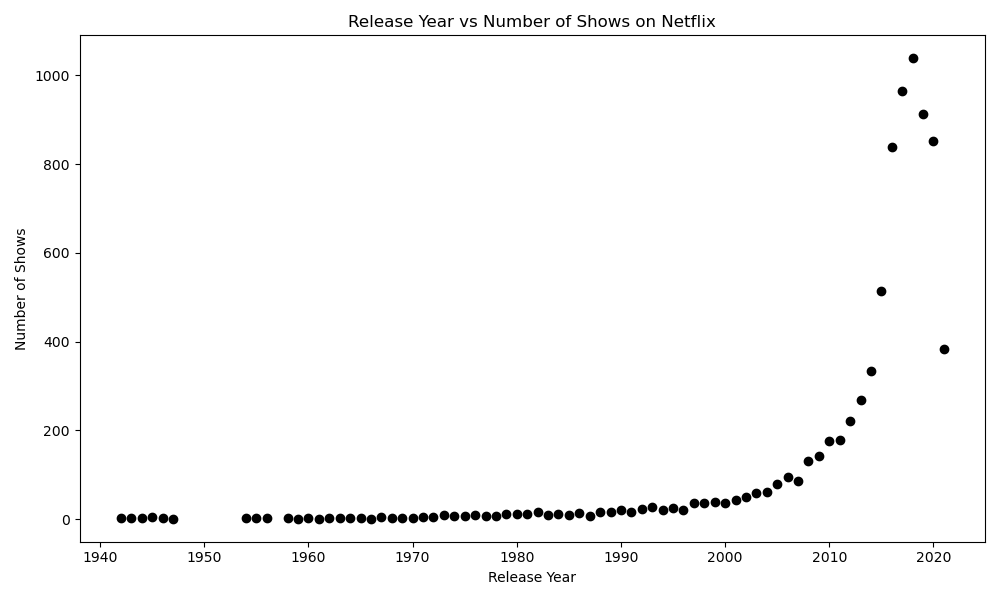 Release Year vs Number of Shows on Netflix
Number of Shows
1000
800
600
400
200
0
1940 1950 1960 1970 1980 1990 2000 2010 2020
Release Year